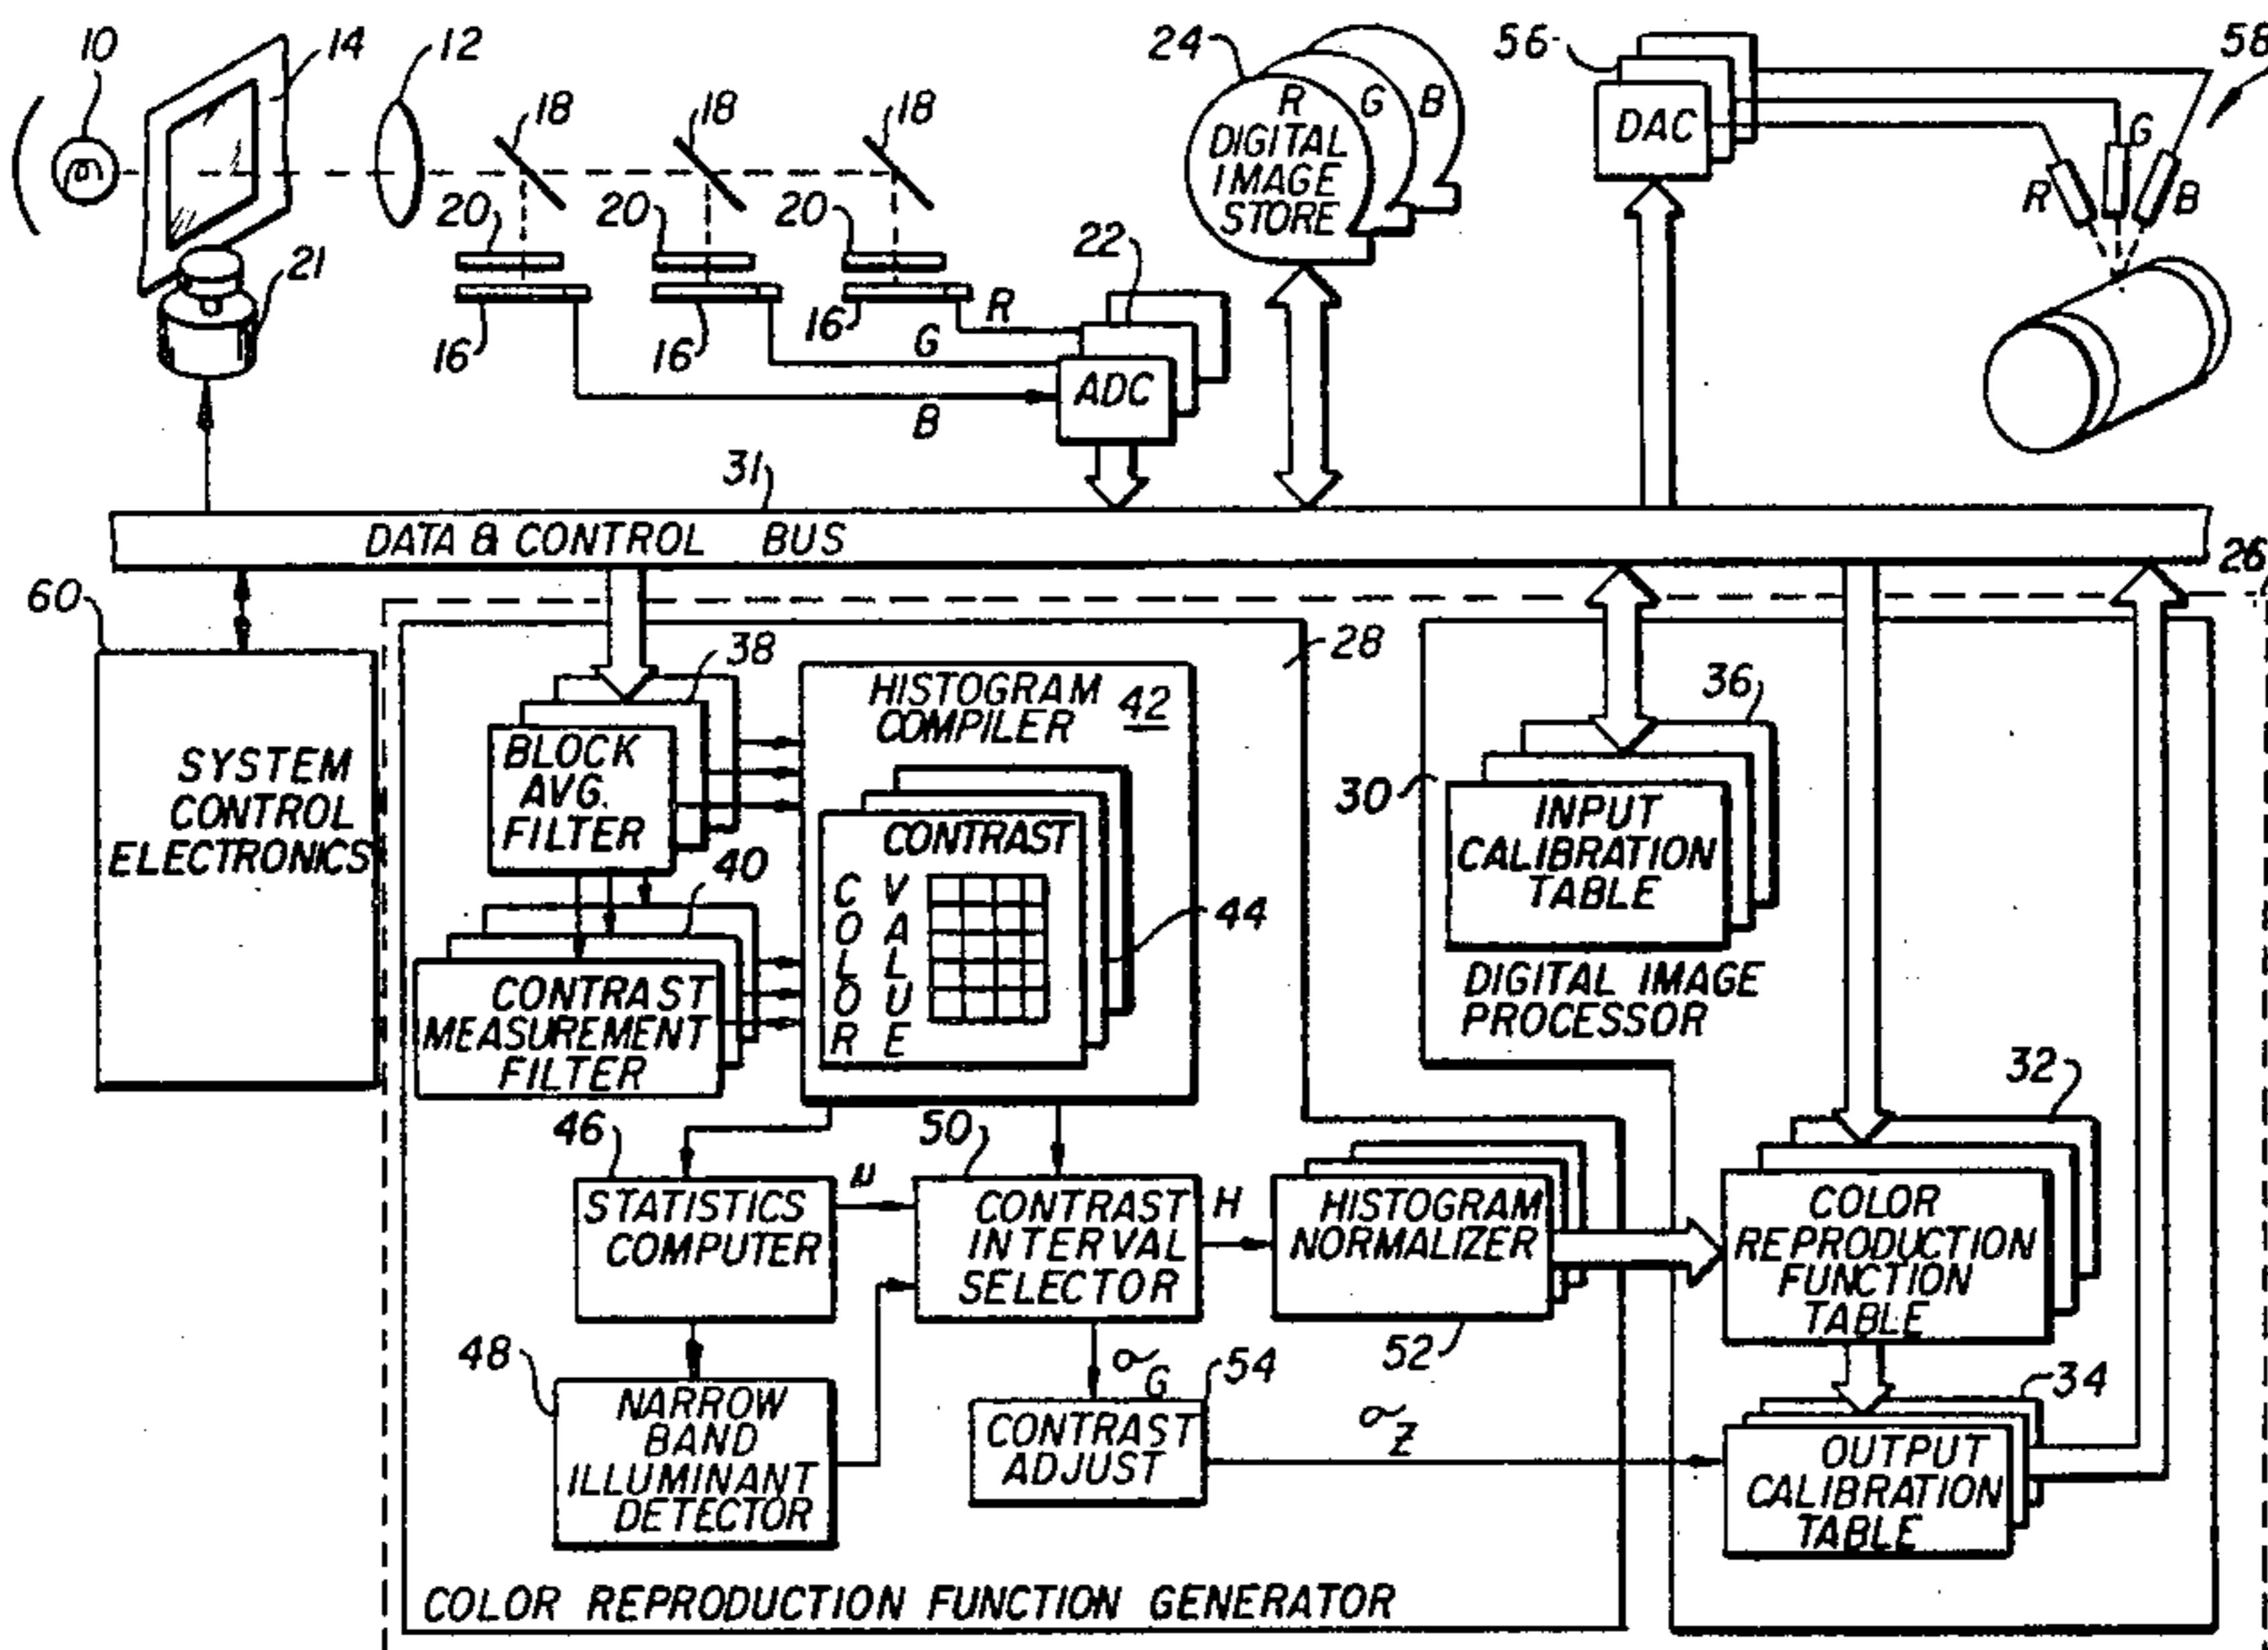 10
14
12
18
18
18
24
R G B
DIGITAL
IMAGE
STORE
56
DAC
58
R G B
20
20
20
22
21
16
16
16
R
G
B
ADC
31
DATA & CONTROL BUS
26
60
SYSTEM
CONTROL
ELECTRONICS
38
BLOCK
AVG.
FILTER
40
CONTRAST
MEASUREMENT
FILTER
HISTOGRAM
COMPILER 42
CONTRAST
COLOR
VALUE
44
28
30
36
INPUT
CALIBRATION
TABLE
DIGITAL IMAGE
PROCESSOR
46
STATISTICS
COMPUTER
50
CONTRAST
INTERVAL
SELECTOR
H
HISTOGRAM
NORMALIZER
52
32
COLOR
REPRODUCTION
FUNCTION
TABLE
48
NARROW
BAND
ILLUMINANT
DETECTOR
σG
54
CONTRAST
ADJUST
σZ
34
OUTPUT
CALIBRATION
TABLE
COLOR REPRODUCTION FUNCTION GENERATOR